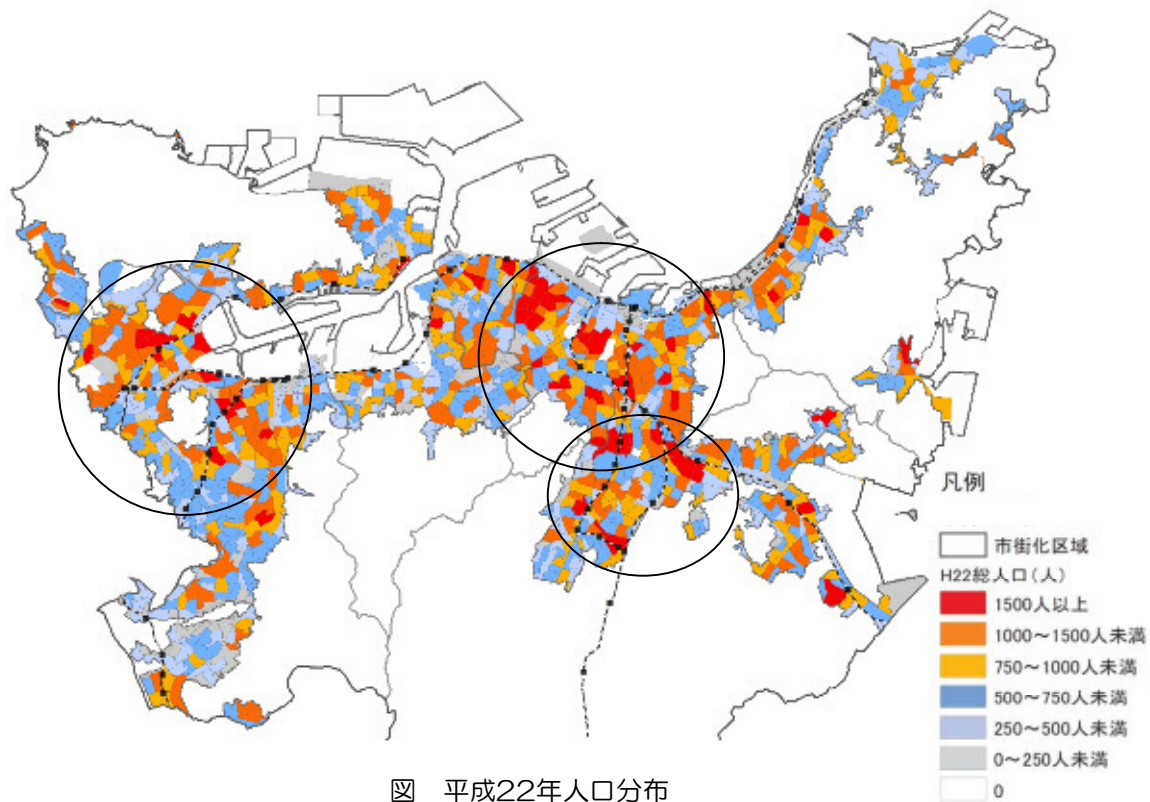 凡例
市街化区域
H22総人口(人)
1500人以上
1000~1500人未満
750~1000人未満
500~750人未満
250~500人未満
0~250人未満
0
図 平成22年人口分布